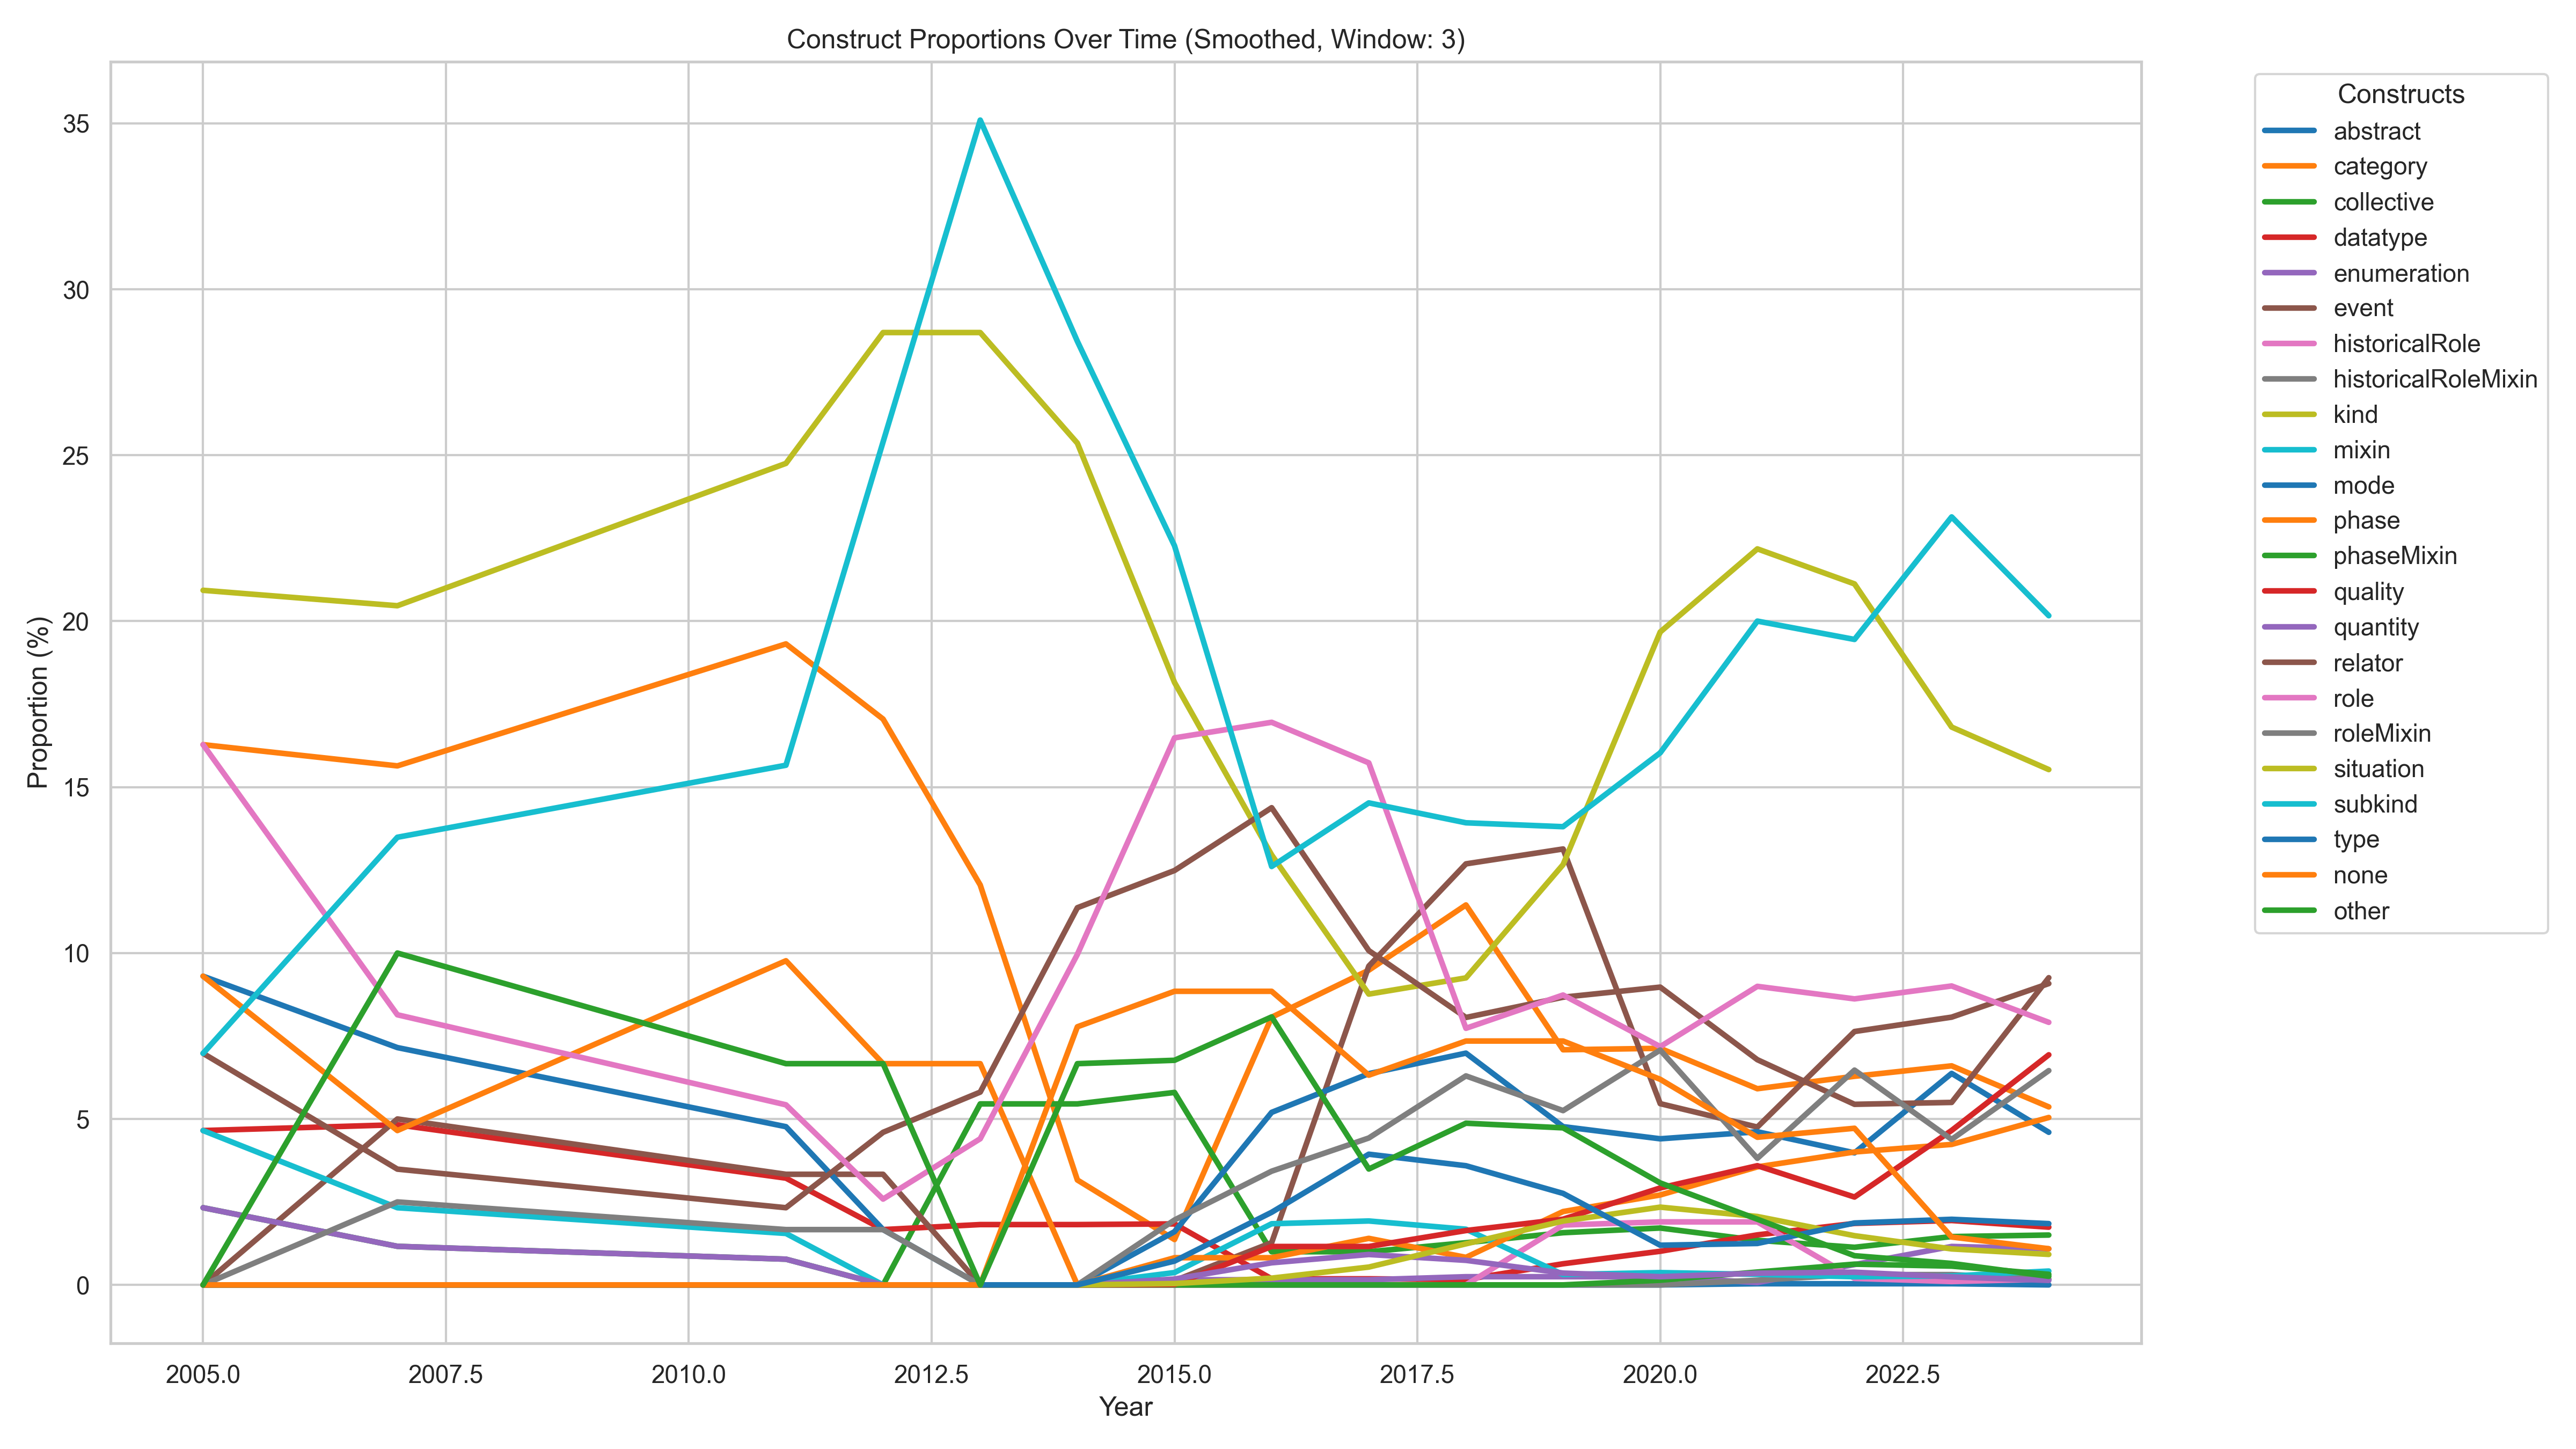 Construct Proportions Over Time (Smoothed, Window: 3)
Proportion (%)
35
30
25
20
15
10
5
0
2005.0
2007.5
2010.0
2012.5
2015.0
2017.5
2020.0
2022.5
Year
Constructs
abstract
category
collective
datatype
enumeration
event
historicalRole
historicalRoleMixin
kind
mixin
mode
phase
phaseMixin
quality
quantity
relator
role
roleMixin
situation
subkind
type
none
other